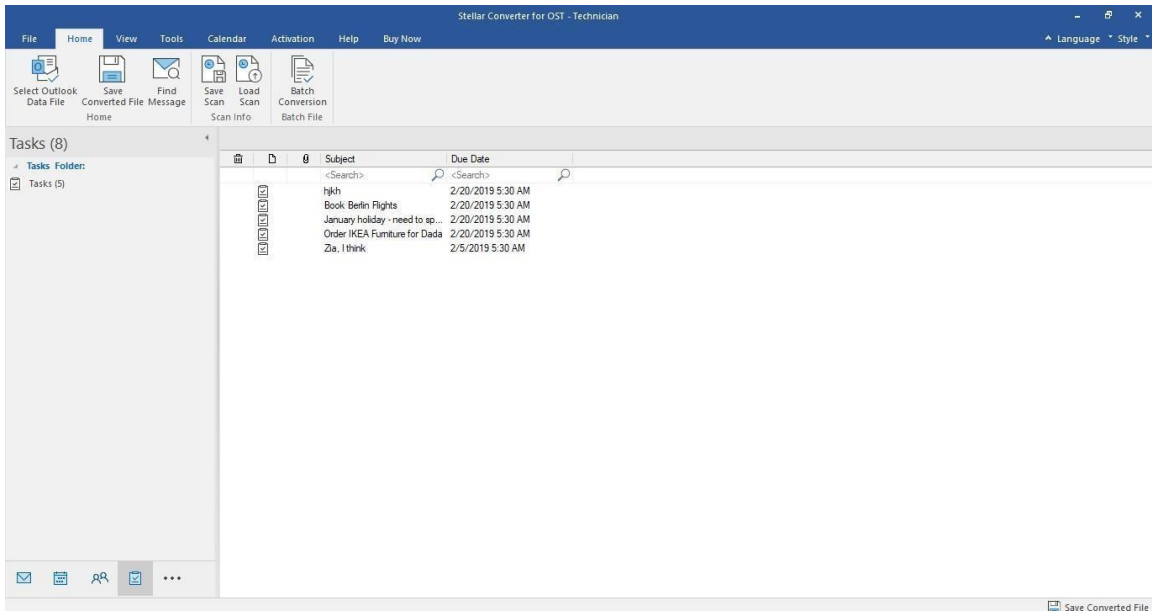 Stellar Converter for OST - Technician
File Home View Tools Calendar Activation Help Buy Now Language Style
Select Outlook Data File
Save Converted File
Find Message
Home
Save Scan
Load Scan
Scan Info
Batch Conversion
Batch File
Tasks (8)
Tasks Folder:
Tasks (5)
Subject Due Date
<Search> <Search>
hjkh 2/20/2019 5:30 AM
Book Berlin Flights 2/20/2019 5:30 AM
January holiday - need to sp... 2/20/2019 5:30 AM
Order IKEA Furniture for Dada 2/20/2019 5:30 AM
Zia, I think 2/5/2019 5:30 AM
Save Converted File